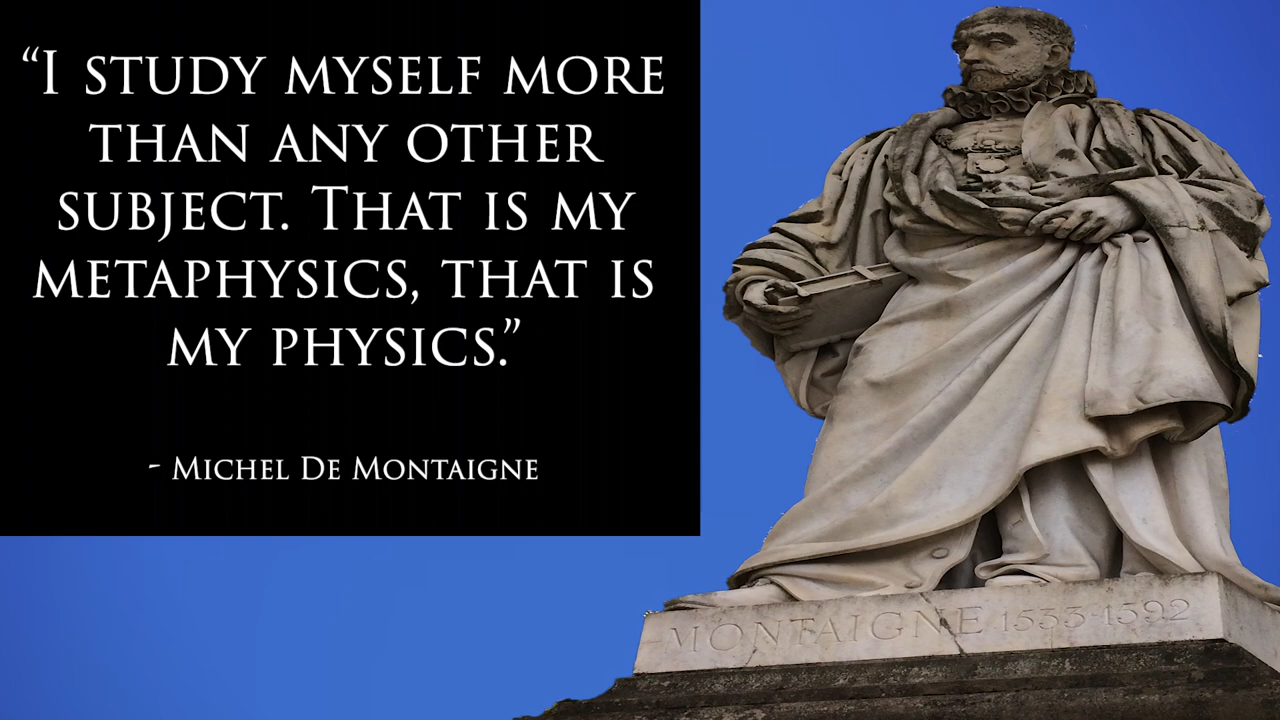 “I STUDY MYSELF MORE
THAN ANY OTHER
SUBJECT. THAT IS MY
METAPHYSICS, THAT IS
MY PHYSICS.”
- MICHEL DE MONTAIGNE
MONTAIGNE 1533-1592